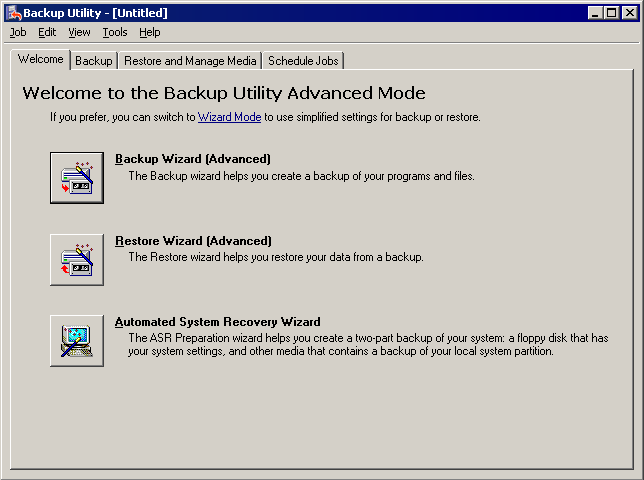 Backup Utility - [Untitled]
Job Edit View Tools Help
Welcome Backup Restore and Manage Media Schedule Jobs
Welcome to the Backup Utility Advanced Mode
If you prefer, you can switch to Wizard Mode to use simplified settings for backup or restore.
Backup Wizard (Advanced)
The Backup wizard helps you create a backup of your programs and files.
Restore Wizard (Advanced)
The Restore wizard helps you restore your data from a backup.
Automated System Recovery Wizard
The ASR Preparation wizard helps you create a two-part backup of your system: a floppy disk that has
your system settings, and other media that contains a backup of your local system partition.